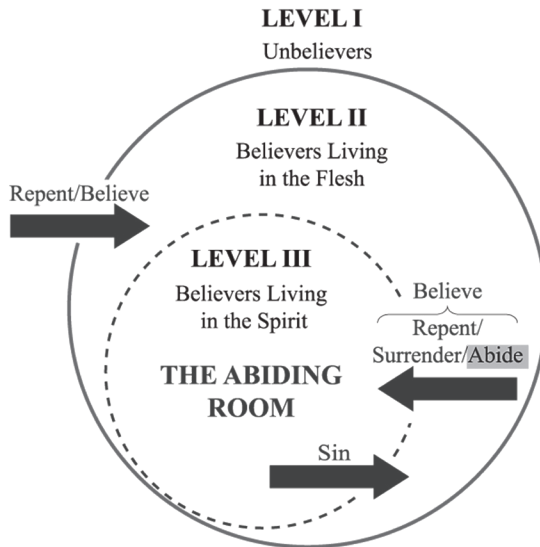 LEVEL I
Unbelievers
LEVEL II
Believers Living
in the Flesh
Repent/Believe
LEVEL III
Believers Living
in the Spirit
Believe
Repent/
Surrender/Abide
THE ABIDING
ROOM
Sin